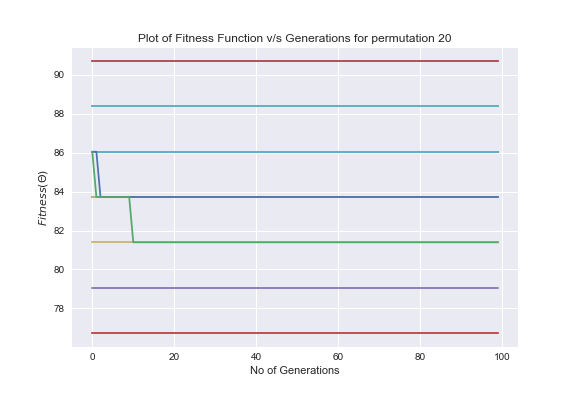 Plot of Fitness Function v/s Generations for permutation 20
90
88
86
84
82
80
78
Fitness(Θ)
0 20 40 60 80 100
No of Generations